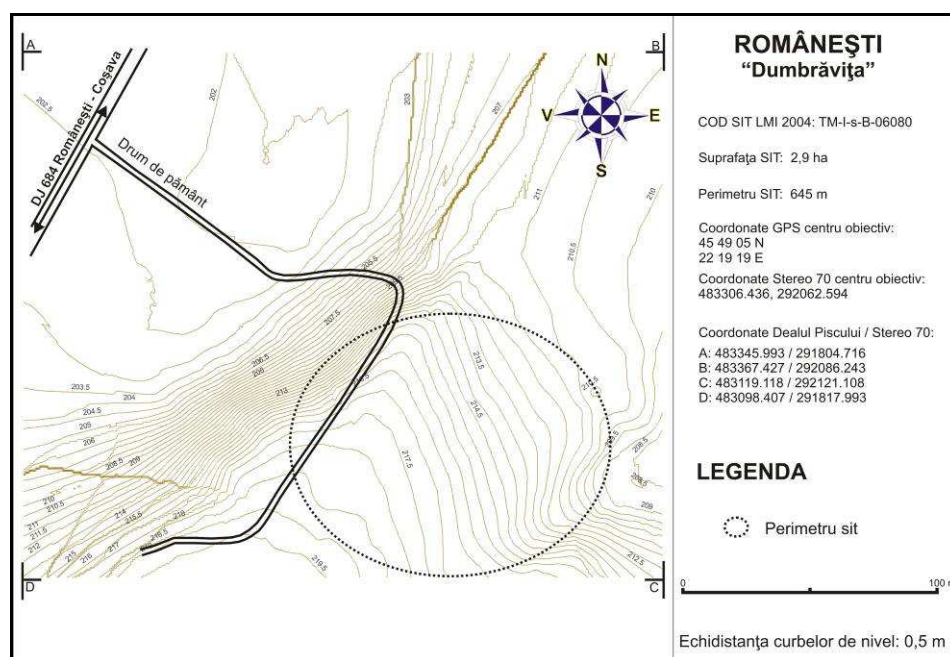 A
B
N
V
E
S
DJ 684 Românești - Coșava
Drum de pământ
202.5
202
203
207
211
210
210.5
205.5
207.5
206.5
208
213
203.5
204
204.5
205
206
208.5
209
210
210.5
211
211.5
212
214
215.5
215
216
217
218
213.5
214.5
217.5
219.5
208.5
209
212.5
D
C
ROMÂNEŞTI
“Dumbrăviţa”
COD SIT LMI 2004: TM-I-s-B-06080
Suprafaţa SIT: 2,9 ha
Perimetru SIT: 645 m
Coordonate GPS centru obiectiv:
45 49 05 N
22 19 19 E
Coordonate Stereo 70 centru obiectiv:
483306.436, 292062.594
Coordonate Dealul Piscului / Stereo 70:
A: 483345.993 / 291804.716
B: 483367.427 / 292086.243
C: 483119.118 / 292121.108
D: 483098.407 / 291817.993
LEGENDA
Perimetru sit
0
100 m
Echidistanţa curbelor de nivel: 0,5 m